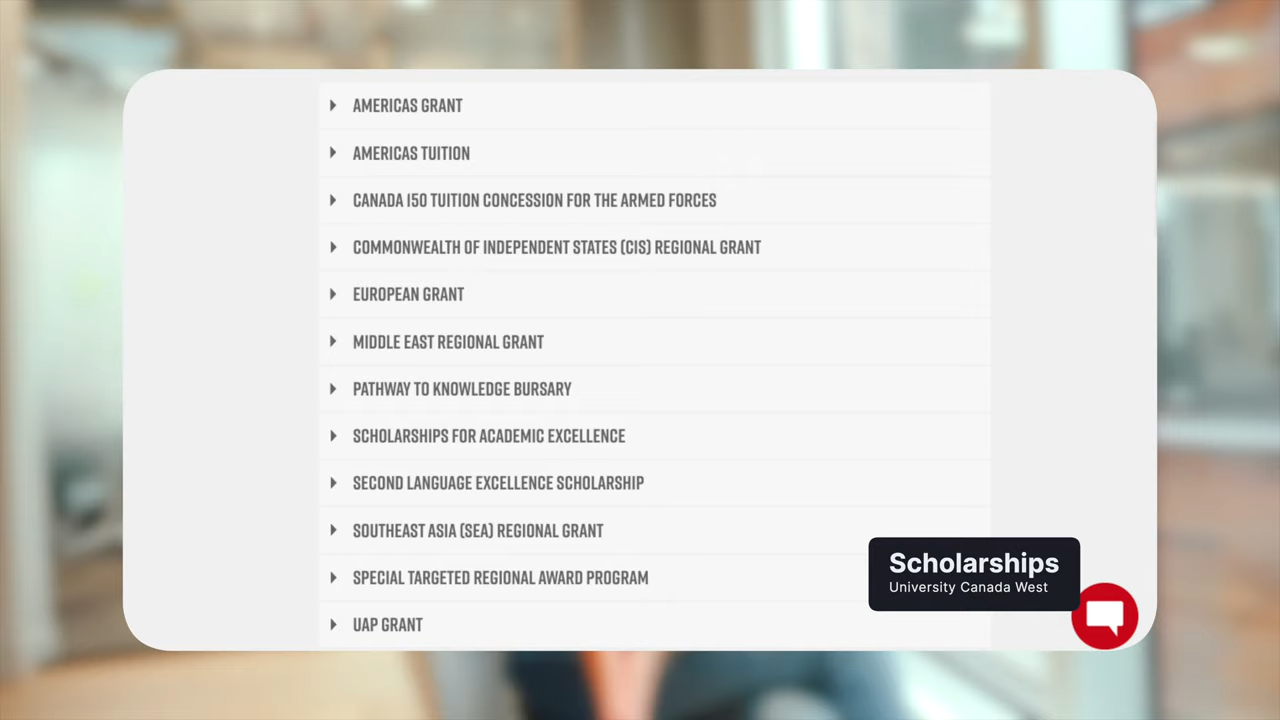 AMERICAS GRANT
AMERICAS TUITION
CANADA 150 TUITION CONCESSION FOR THE ARMED FORCES
COMMONWEALTH OF INDEPENDENT STATES (CIS) REGIONAL GRANT
EUROPEAN GRANT
MIDDLE EAST REGIONAL GRANT
PATHWAY TO KNOWLEDGE BURSARY
SCHOLARSHIPS FOR ACADEMIC EXCELLENCE
SECOND LANGUAGE EXCELLENCE SCHOLARSHIP
SOUTHEAST ASIA (SEA) REGIONAL GRANT
SPECIAL TARGETED REGIONAL AWARD PROGRAM
UAP GRANT
Scholarships
University Canada West